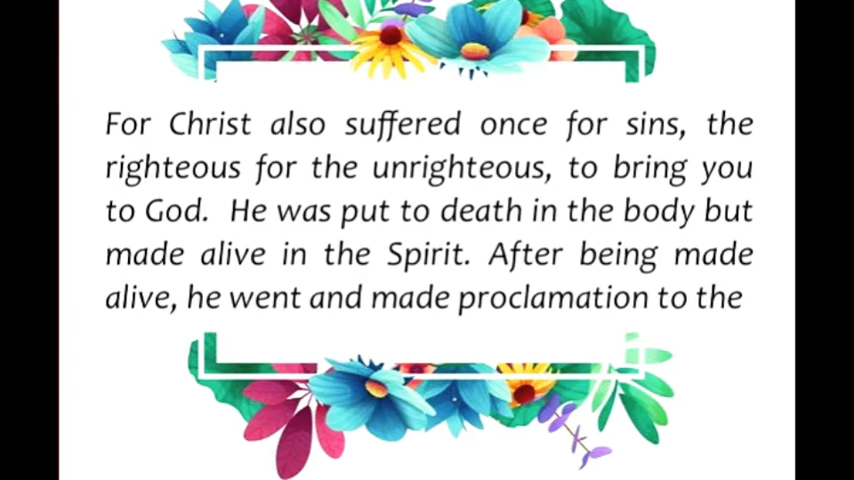 For Christ also suffered once for sins, the
righteous for the unrighteous, to bring you
to God. He was put to death in the body but
made alive in the Spirit. After being made
alive, he went and made proclamation to the